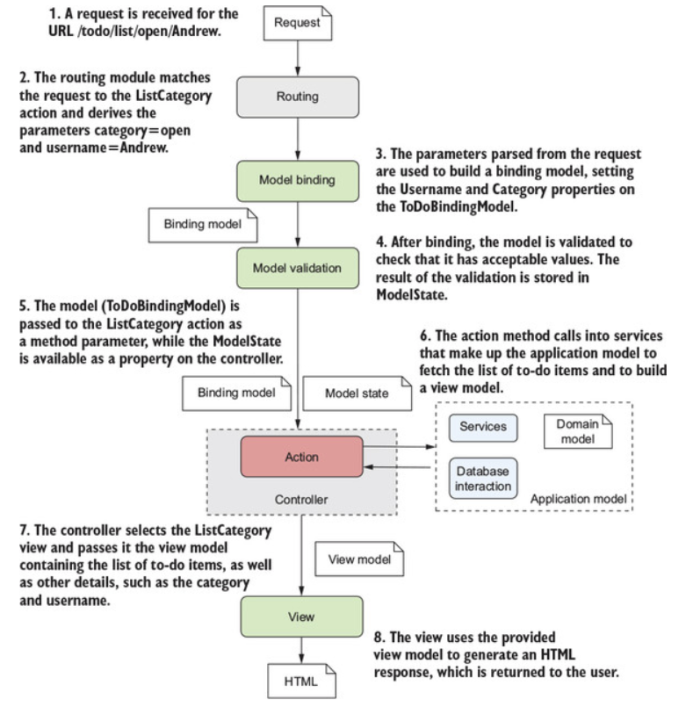 1. A request is received for the
URL /todo/list/open/Andrew.
Request
2. The routing module matches
the request to the ListCategory
action and derives the
parameters category=open
and username=Andrew.
Routing
3. The parameters parsed from the request
are used to build a binding model, setting
the Username and Category properties on
the ToDoBindingModel.
Model binding
Binding model
4. After binding, the model is validated to
check that it has acceptable values. The
result of the validation is stored in
ModelState.
Model validation
5. The model (ToDoBindingModel) is
passed to the ListCategory action as
a method parameter, while the ModelState
is available as a property on the controller.
6. The action method calls into services
that make up the application model to
fetch the list of to-do items and to build
a view model.
Binding model
Model state
Services
Domain
model
Action
Database
interaction
Controller
Application model
7. The controller selects the ListCategory
view and passes it the view model
containing the list of to-do items, as well
as other details, such as the category
and username.
View model
View
8. The view uses the provided
view model to generate an HTML
response, which is returned to the user.
HTML